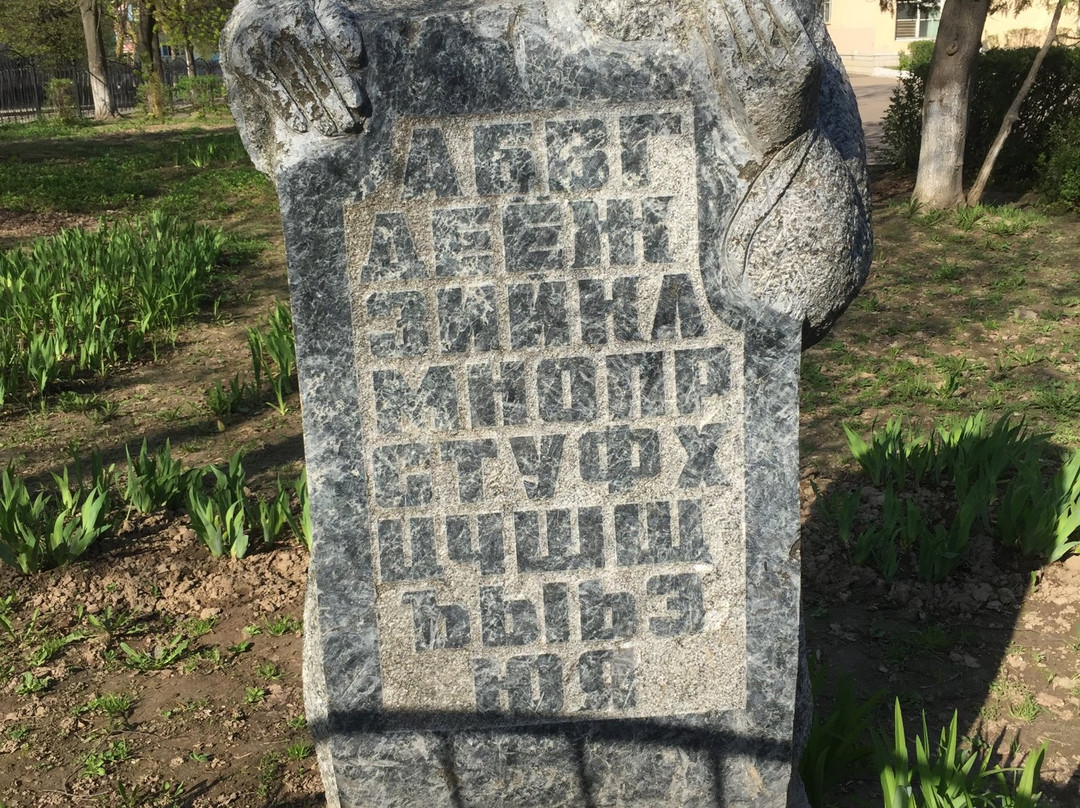 АБВГ
ДЕЁЖ
ЗИЙКЛ
МНОПР
СТУФХ
ЦЧШЩ
ЪЫЬЭ
ЮЯ